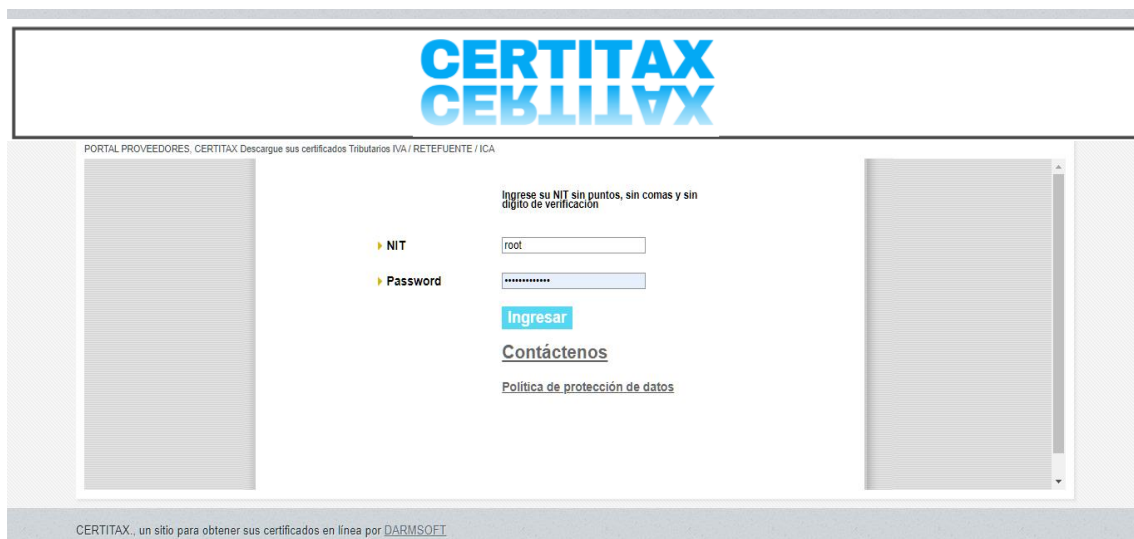 CERTITAX
PORTAL PROVEEDORES, CERTITAX Descargue sus certificados Tributarios IVA / RETEFUENTE / ICA
Ingrese su NIT sin puntos, sin comas y sin
digito de verificación
NIT
root
Password
•••••••••••••
Ingresar
Contáctenos
Política de protección de datos
CERTITAX., un sitio para obtener sus certificados en línea por DARMSOFT